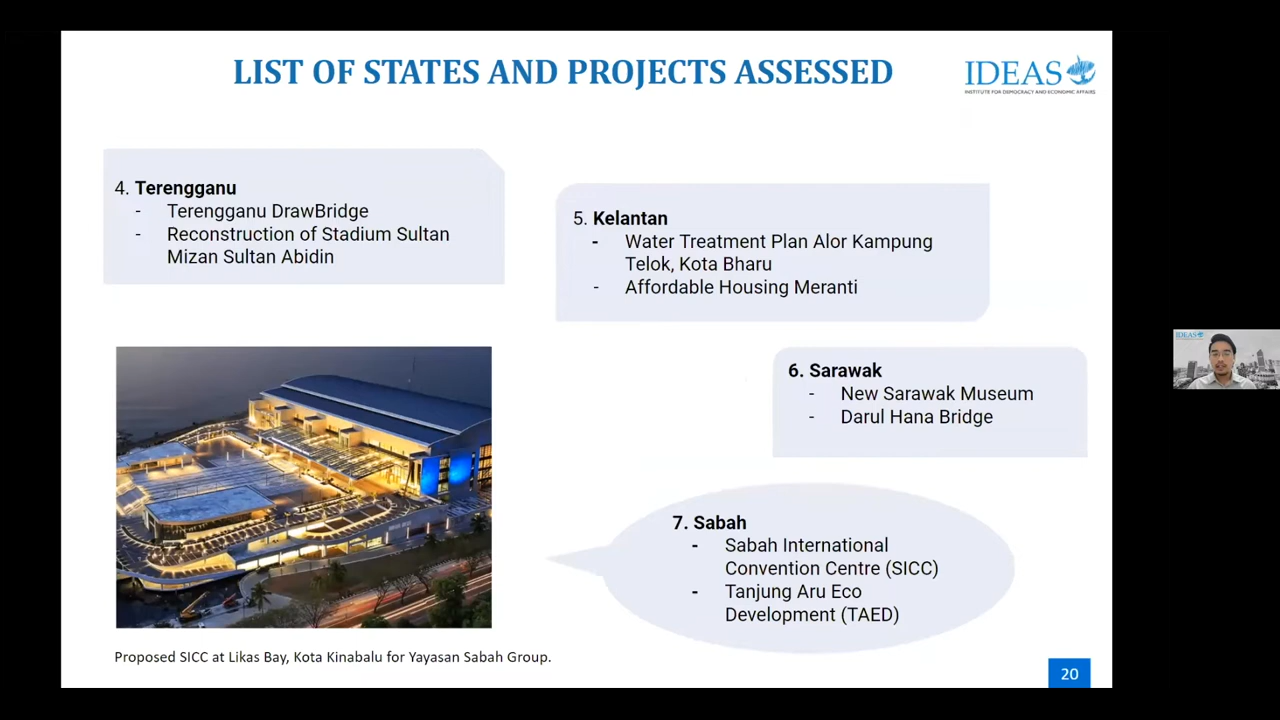 LIST OF STATES AND PROJECTS ASSESSED
IDEAS
INSTITUTE FOR DEMOCRACY AND ECONOMIC AFFAIRS
4. Terengganu
- Terengganu DrawBridge
- Reconstruction of Stadium Sultan
Mizan Sultan Abidin
5. Kelantan
- Water Treatment Plan Alor Kampung
Telok, Kota Bharu
- Affordable Housing Meranti
6. Sarawak
- New Sarawak Museum
- Darul Hana Bridge
7. Sabah
- Sabah International
Convention Centre (SICC)
- Tanjung Aru Eco
Development (TAED)
Proposed SICC at Likas Bay, Kota Kinabalu for Yayasan Sabah Group.
20
IDEAS